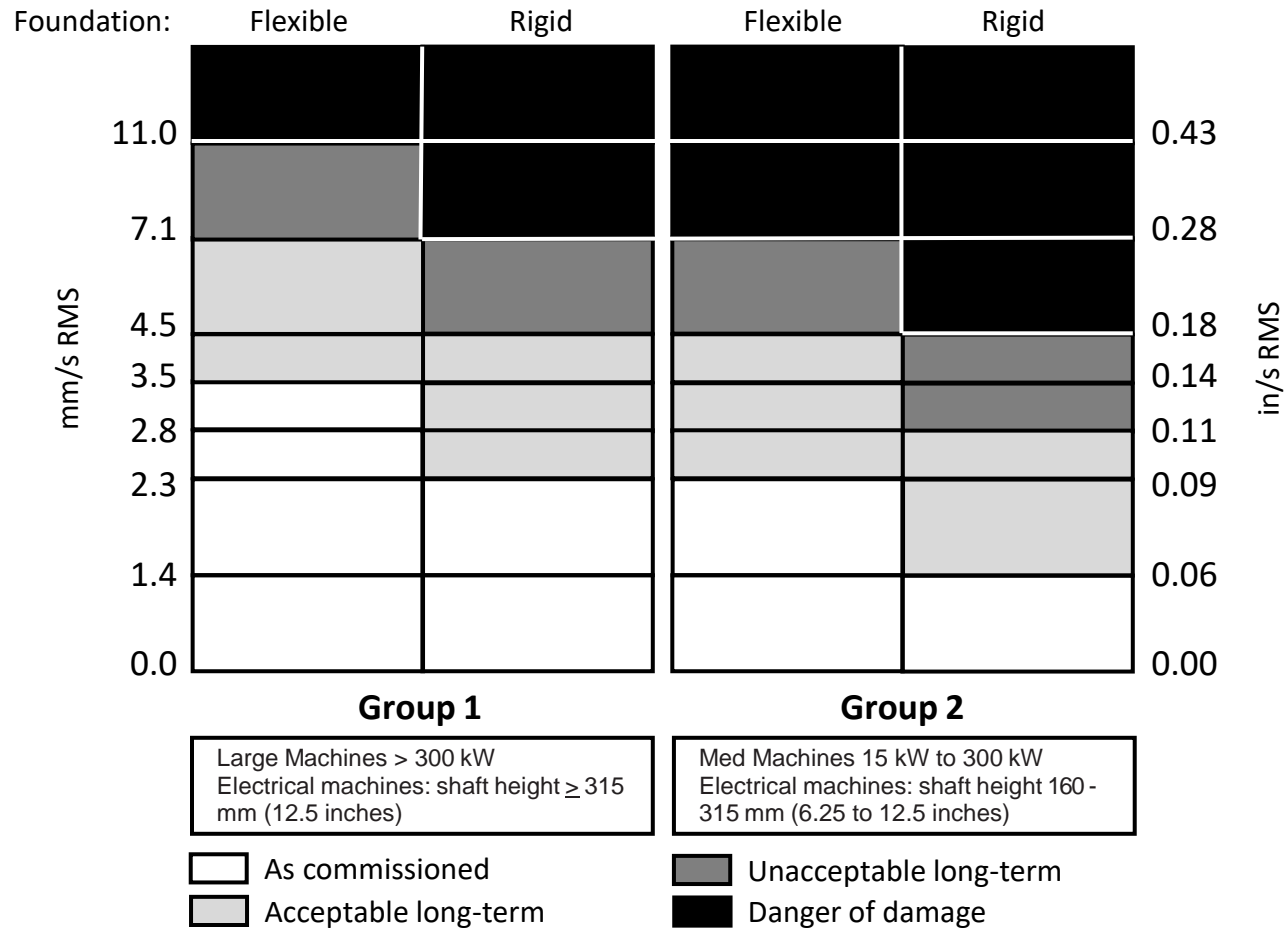 Foundation: Flexible Rigid Flexible Rigid
11.0 0.43
7.1 0.28
4.5 0.18
3.5 0.14
2.8 0.11
2.3 0.09
1.4 0.06
0.0 0.00
mm/s RMS
in/s RMS
Group 1 Group 2
Large Machines > 300 kW
Electrical machines: shaft height ≥ 315
mm (12.5 inches)
Med Machines 15 kW to 300 kW
Electrical machines: shaft height 160 -
315 mm (6.25 to 12.5 inches)
As commissioned
Acceptable long-term
Unacceptable long-term
Danger of damage